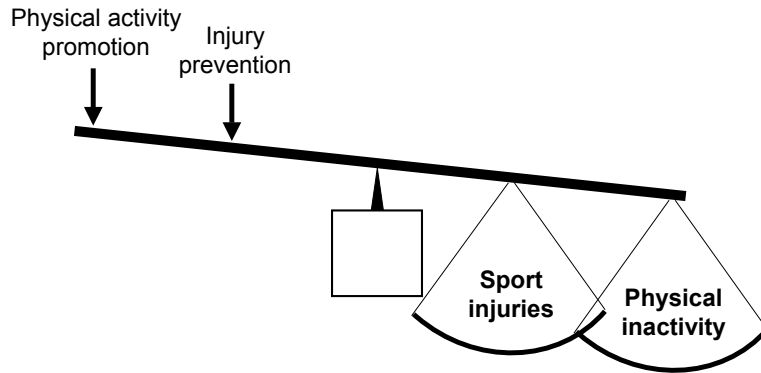 Physical activity
promotion
Injury
prevention
Sport
injuries
Physical
inactivity